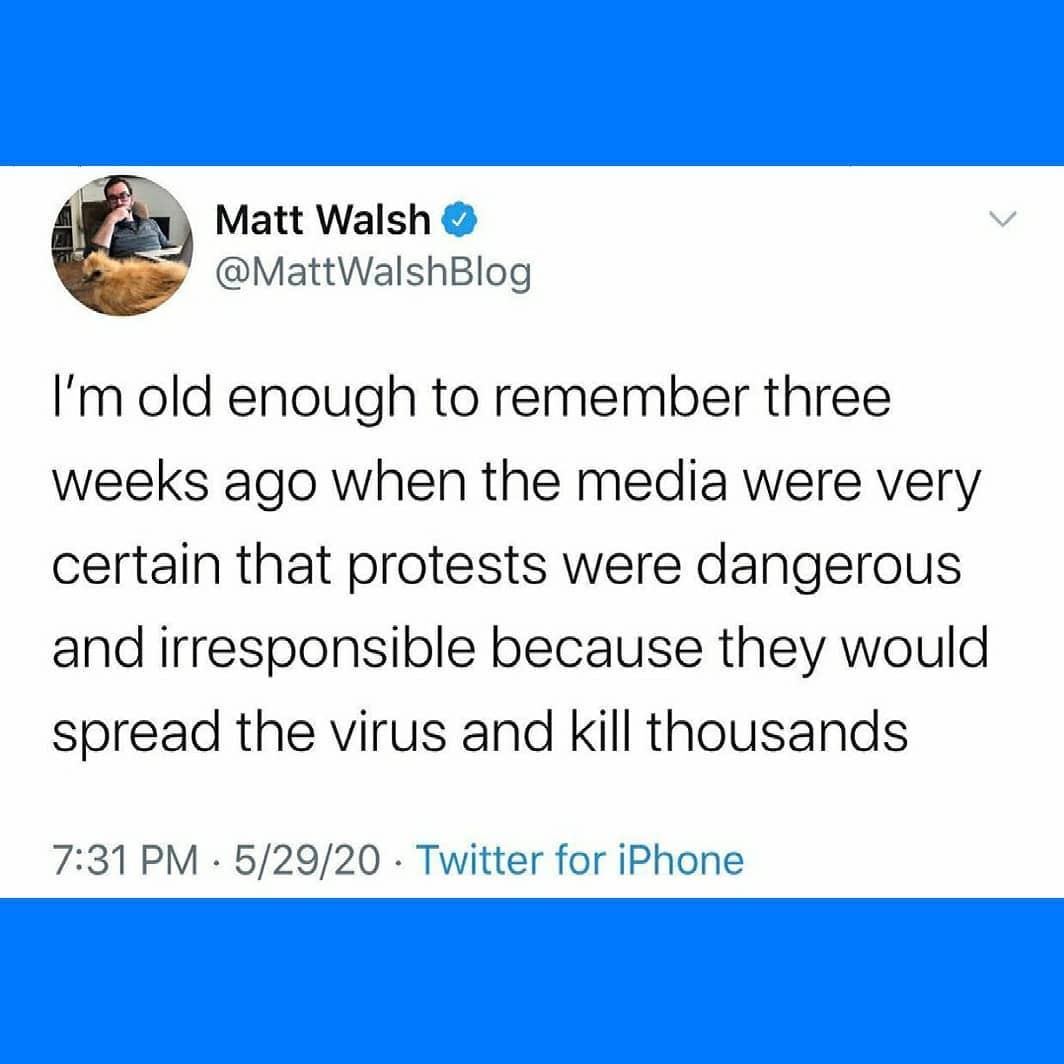 Matt Walsh
@MattWalshBlog
I'm old enough to remember three
weeks ago when the media were very
certain that protests were dangerous
and irresponsible because they would
spread the virus and kill thousands
7:31 PM · 5/29/20 · Twitter for iPhone